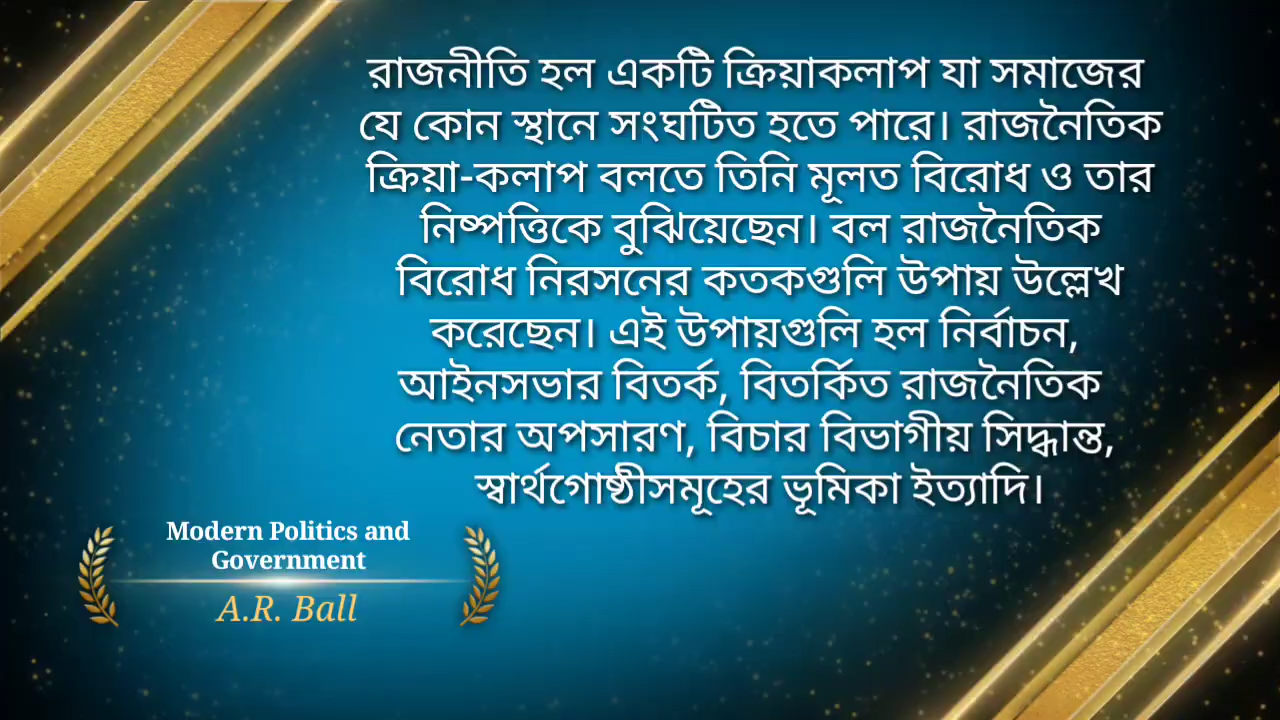 রাজনীতি হল একটি ক্রিয়াকলাপ যা সমাজের
যে কোন স্থানে সংঘটিত হতে পারে। রাজনৈতিক
ক্রিয়া-কলাপ বলতে তিনি মূলত বিরোধ ও তার
নিষ্পত্তিকে বুঝিয়েছেন। বল রাজনৈতিক
বিরোধ নিরসনের কতকগুলি উপায় উল্লেখ
করেছেন। এই উপায়গুলি হল নির্বাচন,
আইনসভার বিতর্ক, বিতর্কিত রাজনৈতিক
নেতার অপসারণ, বিচার বিভাগীয় সিদ্ধান্ত,
স্বার্থগোষ্ঠীসমূহের ভূমিকা ইত্যাদি।
Modern Politics and
Government
A.R. Ball